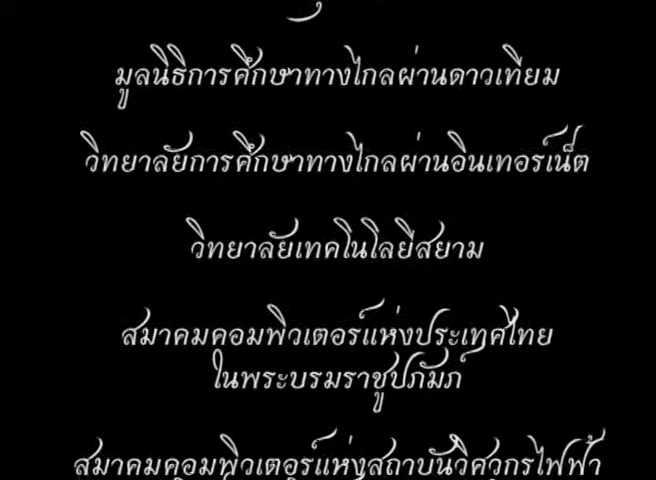 มูลนิธิการศึกษาทางไกลผ่านดาวเทียม
วิทยาลัยการศึกษาทางไกลผ่านอินเทอร์เน็ต
วิทยาลัยเทคโนโลยีสยาม
สมาคมคอมพิวเตอร์แห่งประเทศไทย
ในพระบรมราชูปภัมภ์
สมาคมคอมพิวเตอร์แห่งสถาบันวิศวกรไฟฟ้า